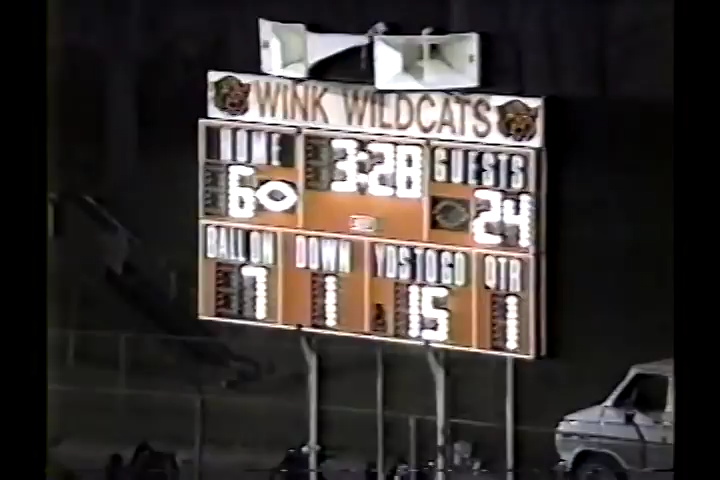 WINK WILDCATS
HOME 3:28 GUESTS
6 24
BALL ON DOWN YDS TO GO QTR
7 1 15 1